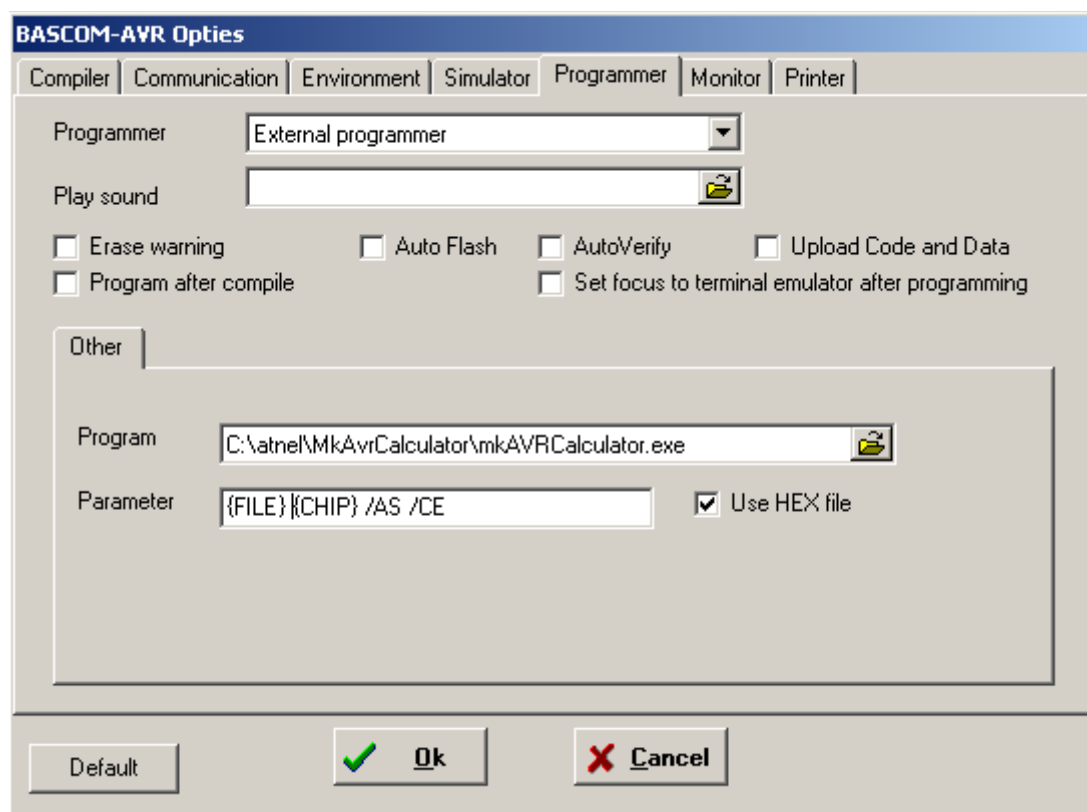 BASCOM-AVR Opties
Compiler Communication Environment Simulator Programmer Monitor Printer
Programmer External programmer
Play sound
Erase warning Auto Flash AutoVerify Upload Code and Data
Program after compile Set focus to terminal emulator after programming
Other
Program C:\atnel\MkAvrCalculator\mkAVRCalculator.exe
Parameter {FILE} {CHIP} /AS /CE Use HEX file
Default Ok Cancel